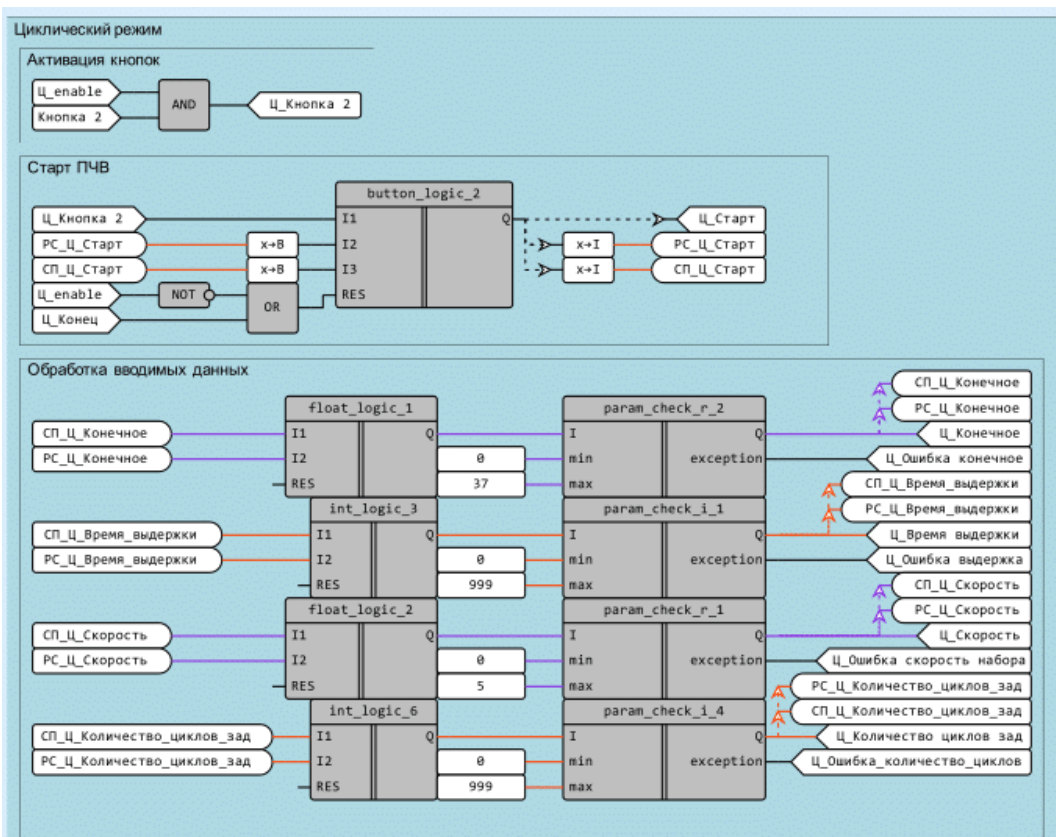 Циклический режим
Активация кнопок
Ц_enable
Кнопка 2
AND
Ц_Кнопка 2
Старт ПЧВ
button_logic_2
Ц_Кнопка 2
I1
Q
Ц_Старт
РС_Ц_Старт
x→B
I2
x→I
РС_Ц_Старт
СП_Ц_Старт
x→B
I3
x→I
СП_Ц_Старт
Ц_enable
NOT
OR
RES
Ц_Конец
Обработка вводимых данных
float_logic_1
param_check_r_2
СП_Ц_Конечное
РС_Ц_Конечное
СП_Ц_Конечное
I1
Q
I
Q
Ц_Конечное
РС_Ц_Конечное
I2
0
min
exception
Ц_Ошибка конечное
RES
37
max
СП_Ц_Время_выдержки
int_logic_3
param_check_i_1
РС_Ц_Время_выдержки
СП_Ц_Время_выдержки
I1
Q
I
Q
Ц_Время выдержки
РС_Ц_Время_выдержки
I2
0
min
exception
Ц_Ошибка выдержка
RES
999
max
СП_Ц_Скорость
float_logic_2
param_check_r_1
РС_Ц_Скорость
СП_Ц_Скорость
I1
Q
I
Q
Ц_Скорость
РС_Ц_Скорость
I2
0
min
exception
Ц_Ошибка скорость набора
RES
5
max
РС_Ц_Количество_циклов_зад
int_logic_6
param_check_i_4
СП_Ц_Количество_циклов_зад
СП_Ц_Количество_циклов_зад
I1
Q
I
Q
Ц_Количество циклов зад
РС_Ц_Количество_циклов_зад
I2
0
min
exception
Ц_Ошибка_количество_циклов
RES
999
max